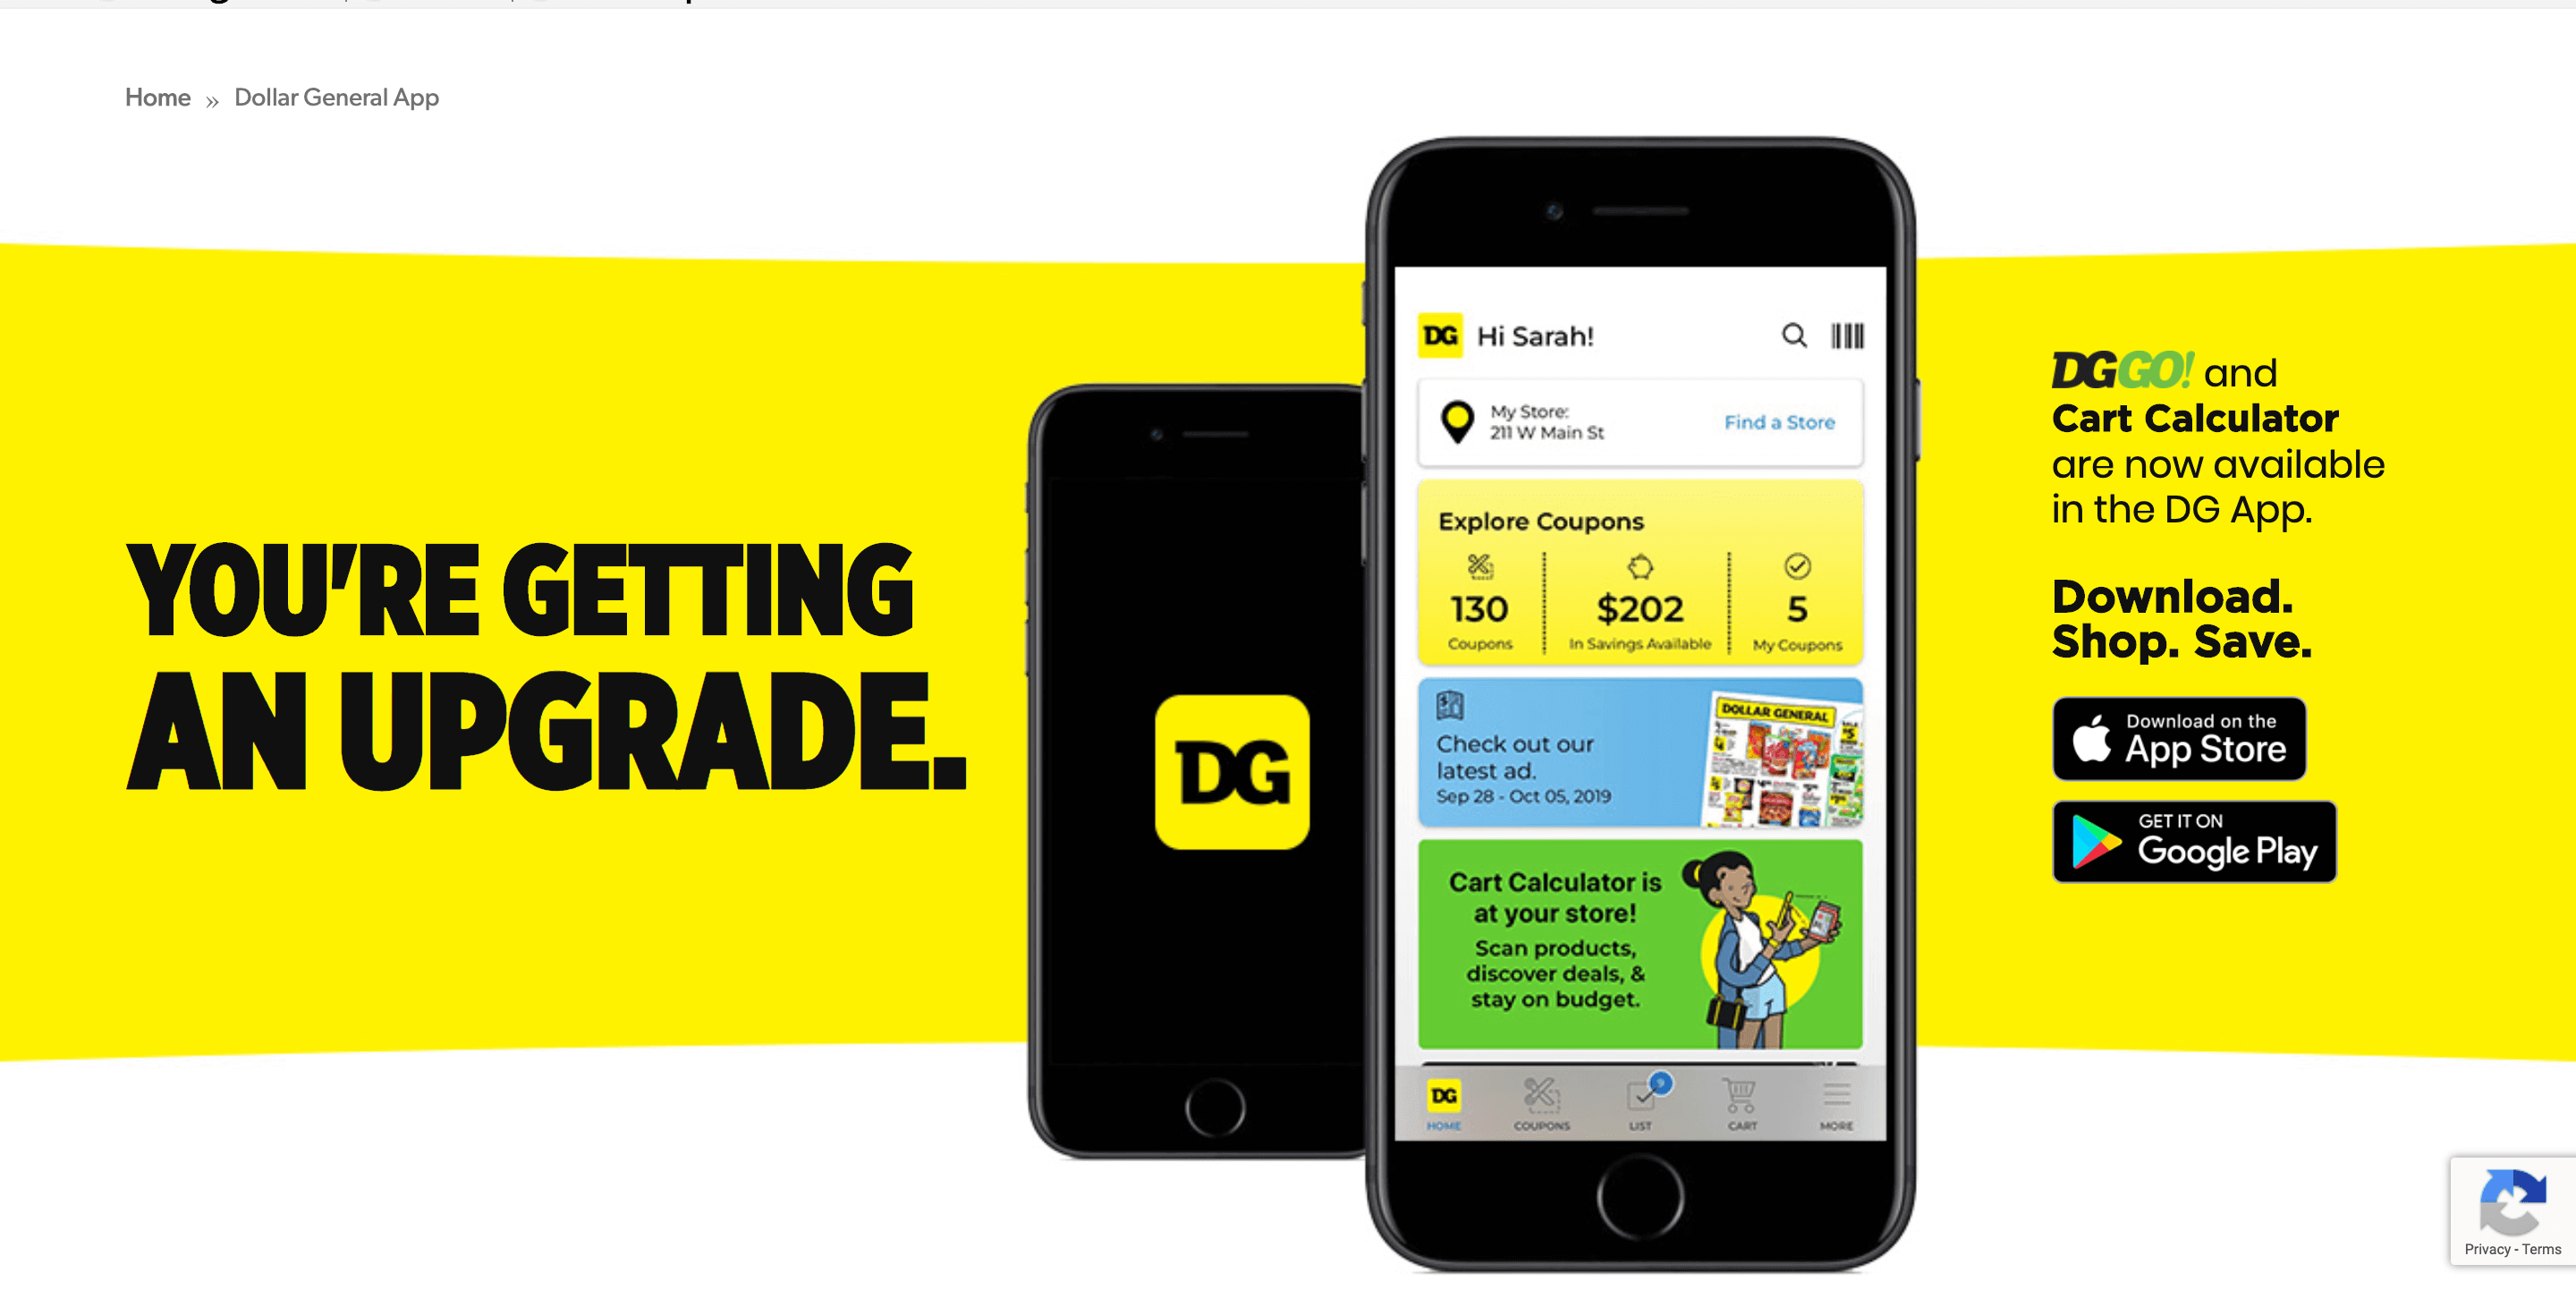 Home » Dollar General App
YOU'RE GETTING
AN UPGRADE.
DG
DG Hi Sarah!
My Store:
211 W Main St
Find a Store
Explore Coupons
130
Coupons
$202
In Savings Available
5
My Coupons
Check out our
latest ad.
Sep 28 - Oct 05, 2019
DOLLAR GENERAL
Cart Calculator is
at your store!
Scan products,
discover deals, &
stay on budget.
DG
HOME
COUPONS
LIST
CART
MORE
DGGO! and
Cart Calculator
are now available
in the DG App.
Download.
Shop. Save.
Download on the
App Store
GET IT ON
Google Play
Privacy - Terms